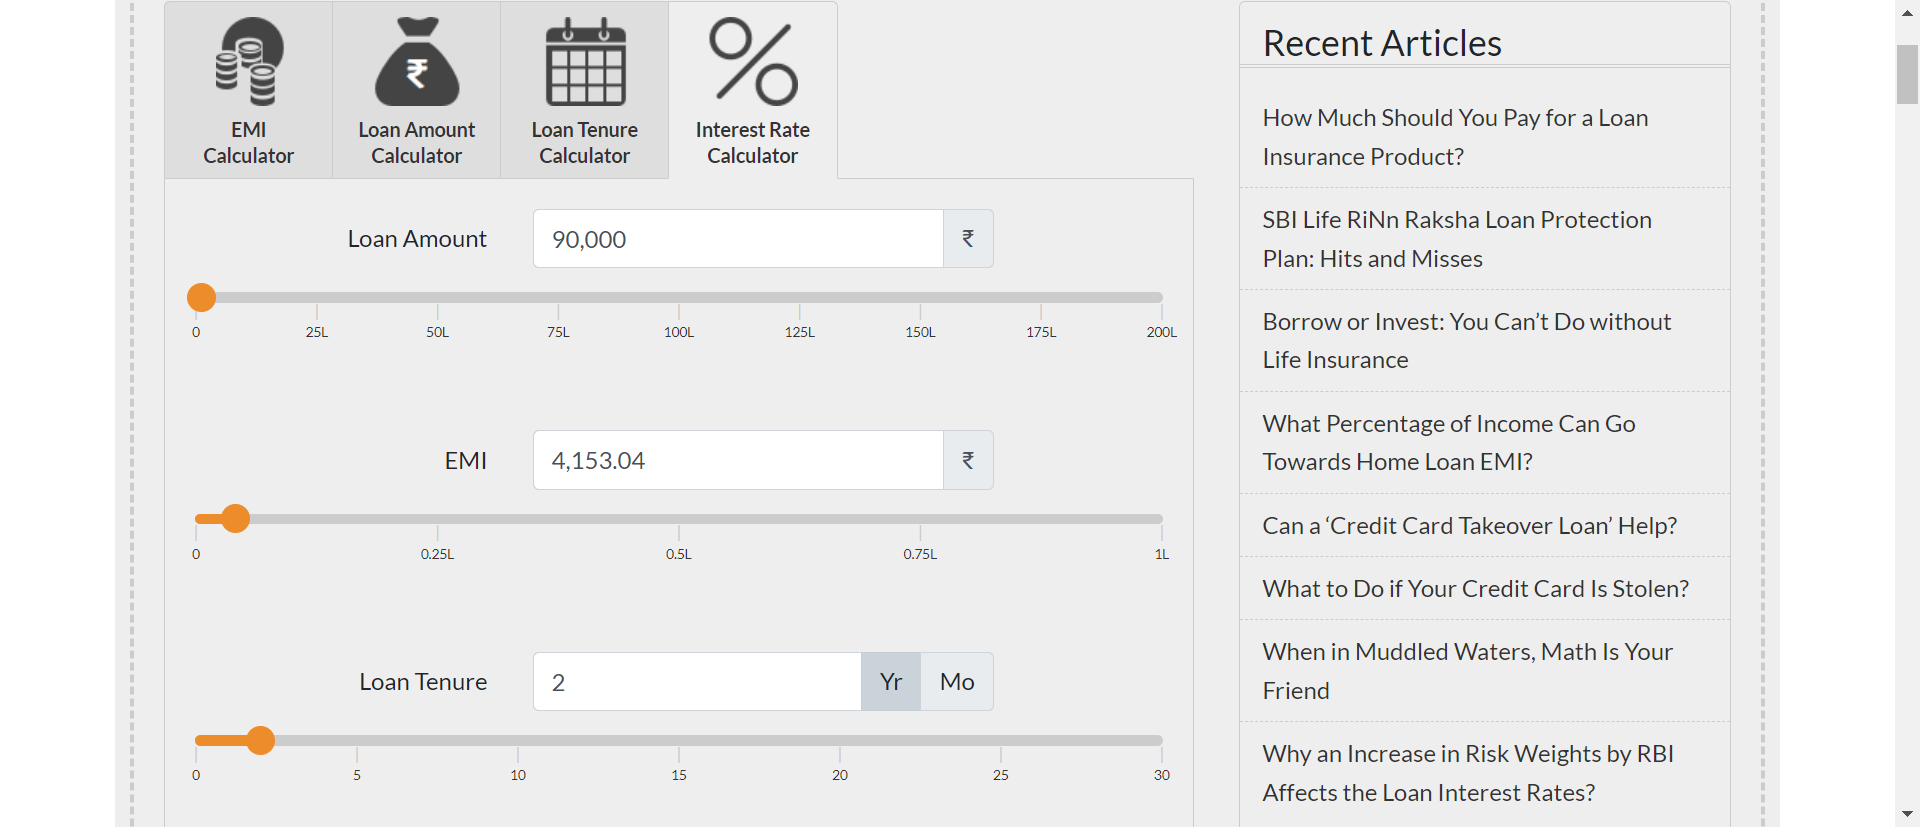 EMI
Calculator
₹
Loan Amount
Calculator
Loan Tenure
Calculator
Interest Rate
Calculator
Loan Amount
90,000
₹
0 25L 50L 75L 100L 125L 150L 175L 200L
EMI
4,153.04
₹
0 0.25L 0.5L 0.75L 1L
Loan Tenure
2
Yr Mo
0 5 10 15 20 25 30
Recent Articles
How Much Should You Pay for a Loan
Insurance Product?
SBI Life RiNn Raksha Loan Protection
Plan: Hits and Misses
Borrow or Invest: You Can’t Do without
Life Insurance
What Percentage of Income Can Go
Towards Home Loan EMI?
Can a ‘Credit Card Takeover Loan’ Help?
What to Do if Your Credit Card Is Stolen?
When in Muddled Waters, Math Is Your
Friend
Why an Increase in Risk Weights by RBI
Affects the Loan Interest Rates?